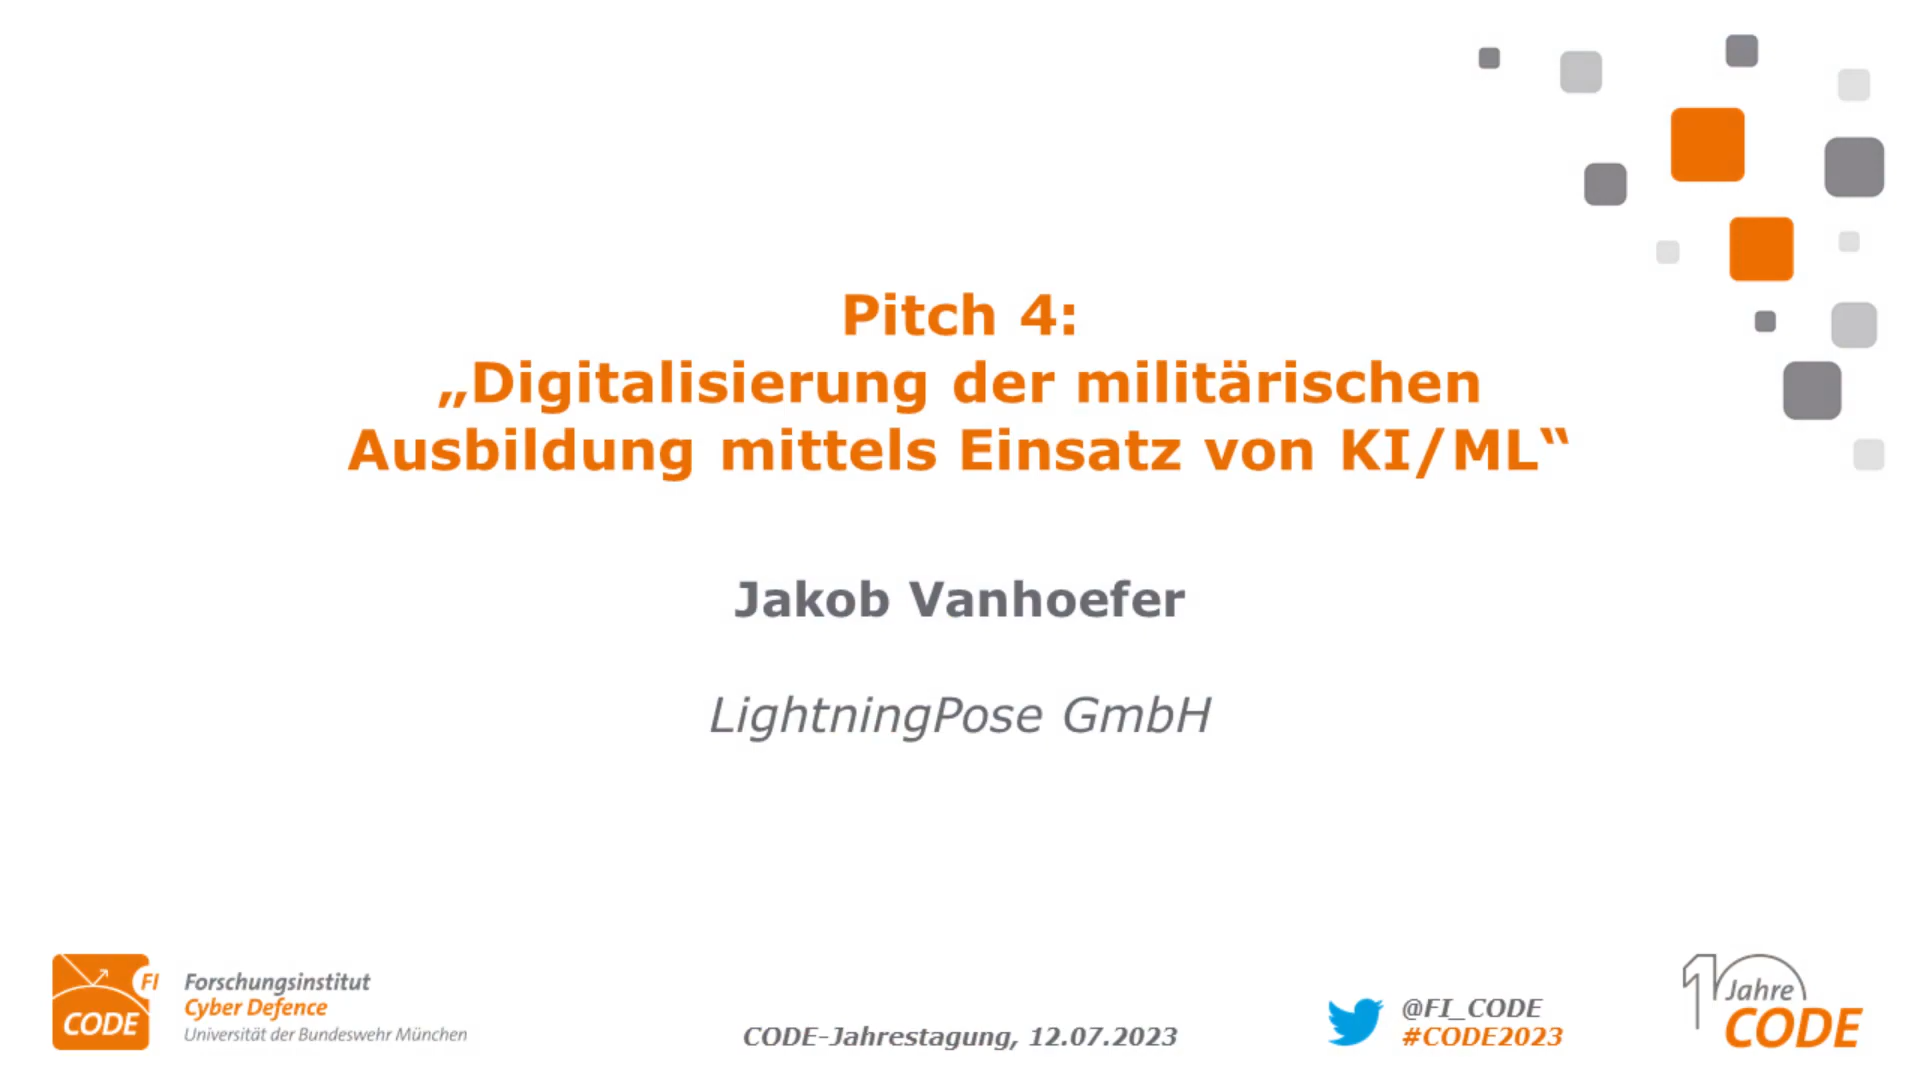 Pitch 4:
„Digitalisierung der militärischen
Ausbildung mittels Einsatz von KI/ML“
Jakob Vanhoefer
LightningPose GmbH
FI
CODE
Forschungsinstitut
Cyber Defence
Universität der Bundeswehr München
CODE-Jahrestagung, 12.07.2023
@FI_CODE
#CODE2023
10 Jahre
CODE